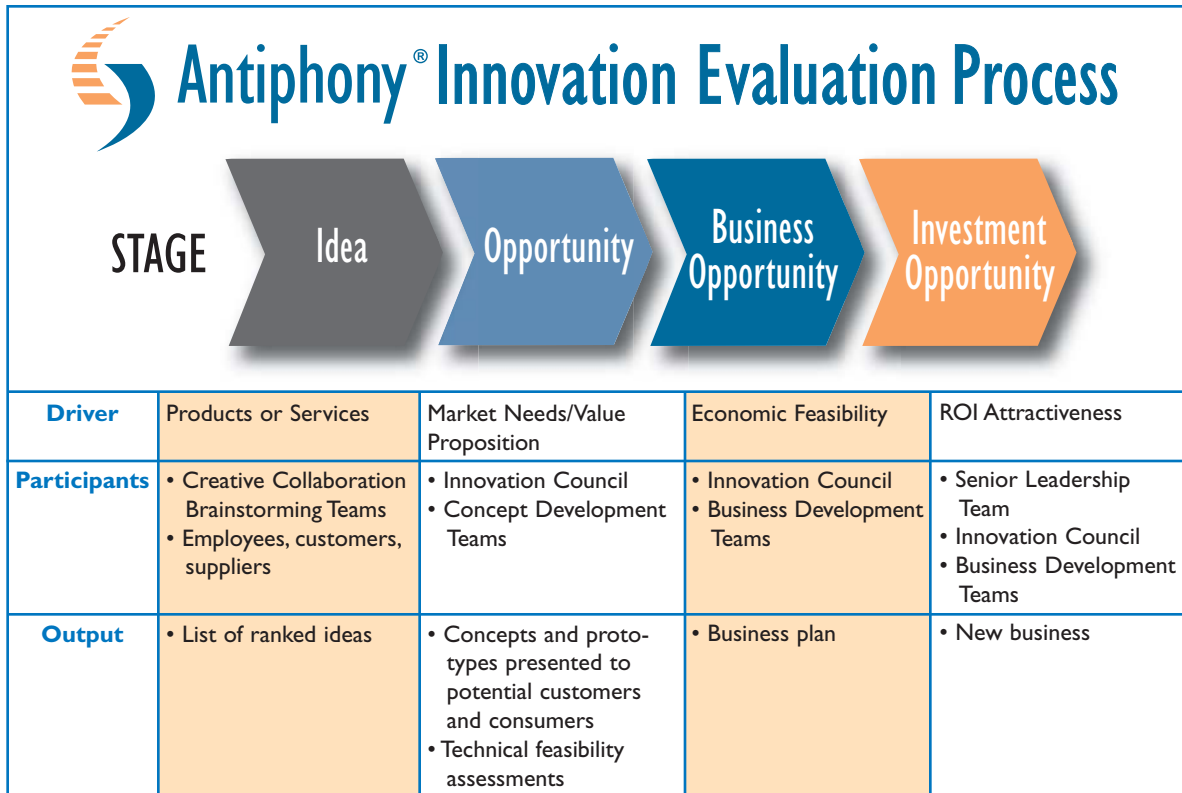 Antiphony® Innovation Evaluation Process
STAGE
Idea
Opportunity
Business
Opportunity
Investment
Opportunity
Driver
Products or Services
Market Needs/Value
Proposition
Economic Feasibility
ROI Attractiveness
Participants
• Creative Collaboration
Brainstorming Teams
• Employees, customers,
suppliers
• Innovation Council
• Concept Development
Teams
• Innovation Council
• Business Development
Teams
• Senior Leadership
Team
• Innovation Council
• Business Development
Teams
Output
• List of ranked ideas
• Concepts and proto-
types presented to
potential customers
and consumers
• Technical feasibility
assessments
• Business plan
• New business